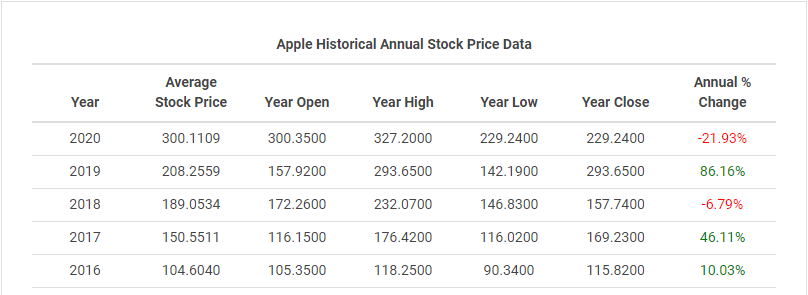 Apple Historical Annual Stock Price Data
Year Average Stock Price Year Open Year High Year Low Year Close Annual % Change
2020 300.1109 300.3500 327.2000 229.2400 229.2400 -21.93%
2019 208.2559 157.9200 293.6500 142.1900 293.6500 86.16%
2018 189.0534 172.2600 232.0700 146.8300 157.7400 -6.79%
2017 150.5511 116.1500 176.4200 116.0200 169.2300 46.11%
2016 104.6040 105.3500 118.2500 90.3400 115.8200 10.03%